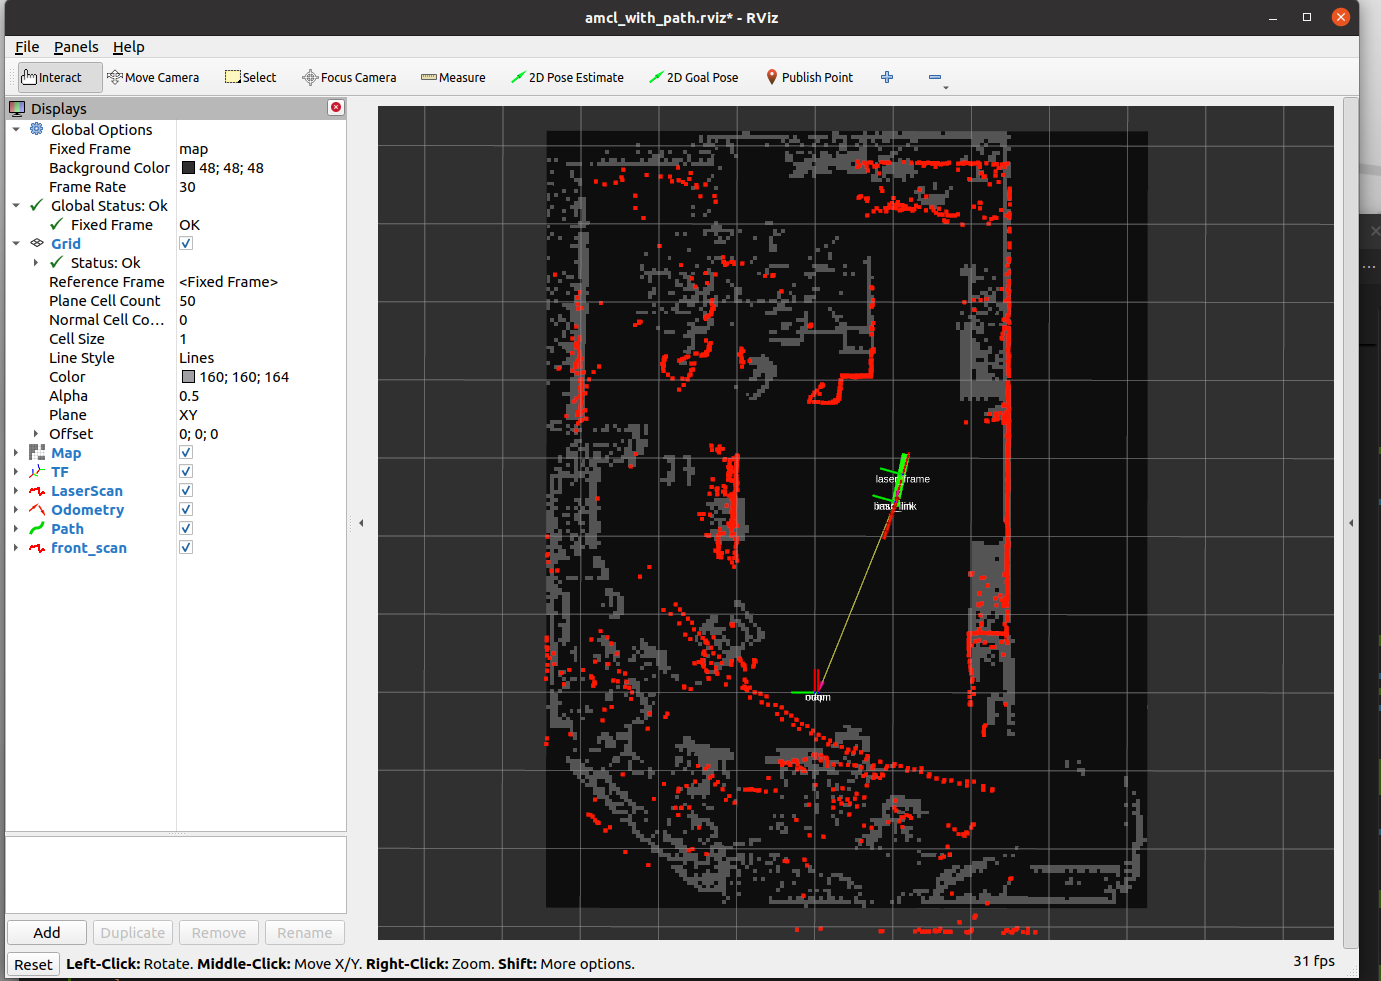 amcl_with_path.rviz* - RViz
File Panels Help
Interact Move Camera Select Focus Camera Measure 2D Pose Estimate 2D Goal Pose Publish Point
Displays
Global Options
Fixed Frame map
Background Color 48; 48; 48
Frame Rate 30
Global Status: Ok
Fixed Frame OK
Grid
Status: Ok
Reference Frame <Fixed Frame>
Plane Cell Count 50
Normal Cell Co... 0
Cell Size 1
Line Style Lines
Color 160; 160; 164
Alpha 0.5
Plane XY
Offset 0; 0; 0
Map
TF
LaserScan
Odometry
Path
front_scan
laser_frame
Add Duplicate Remove Rename
Reset Left-Click: Rotate. Middle-Click: Move X/Y. Right-Click: Zoom. Shift: More options. 31 fps